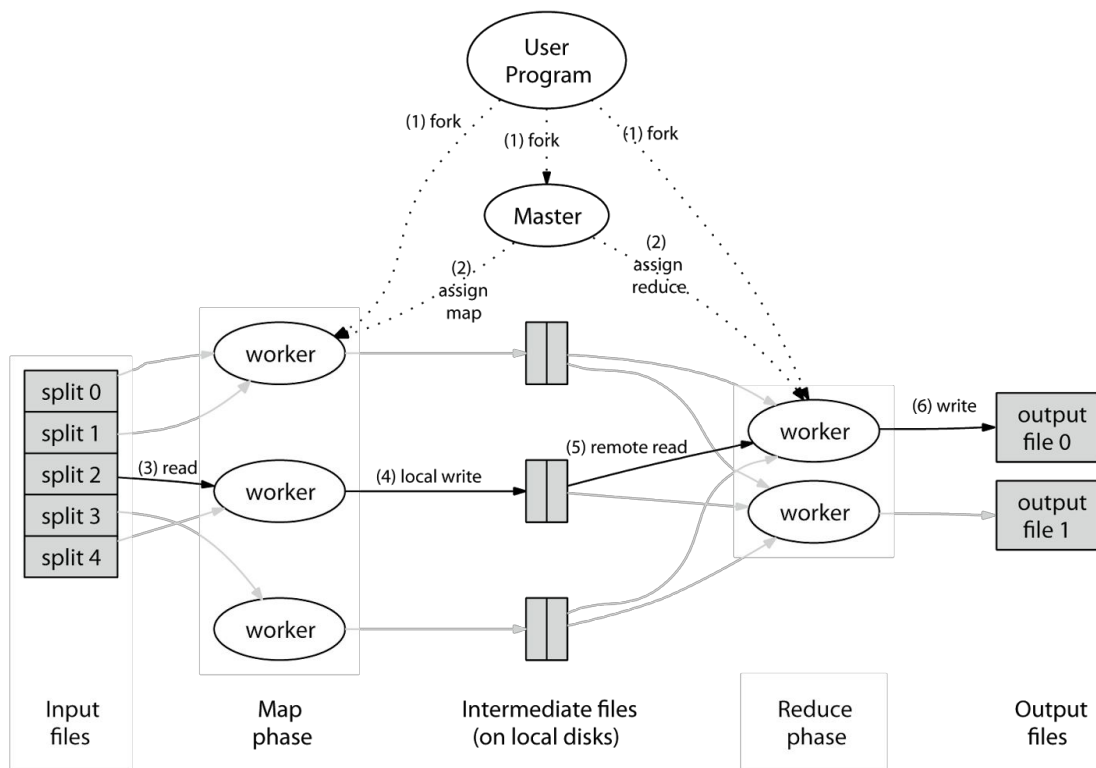 User
Program
(1) fork
(1) fork
(1) fork
Master
(2)
assign
map
(2)
assign
reduce
worker
split 0
split 1
split 2
split 3
split 4
(3) read
worker
(4) local write
worker
(5) remote read
worker
worker
(6) write
output
file 0
output
file 1
Input
files
Map
phase
Intermediate files
(on local disks)
Reduce
phase
Output
files